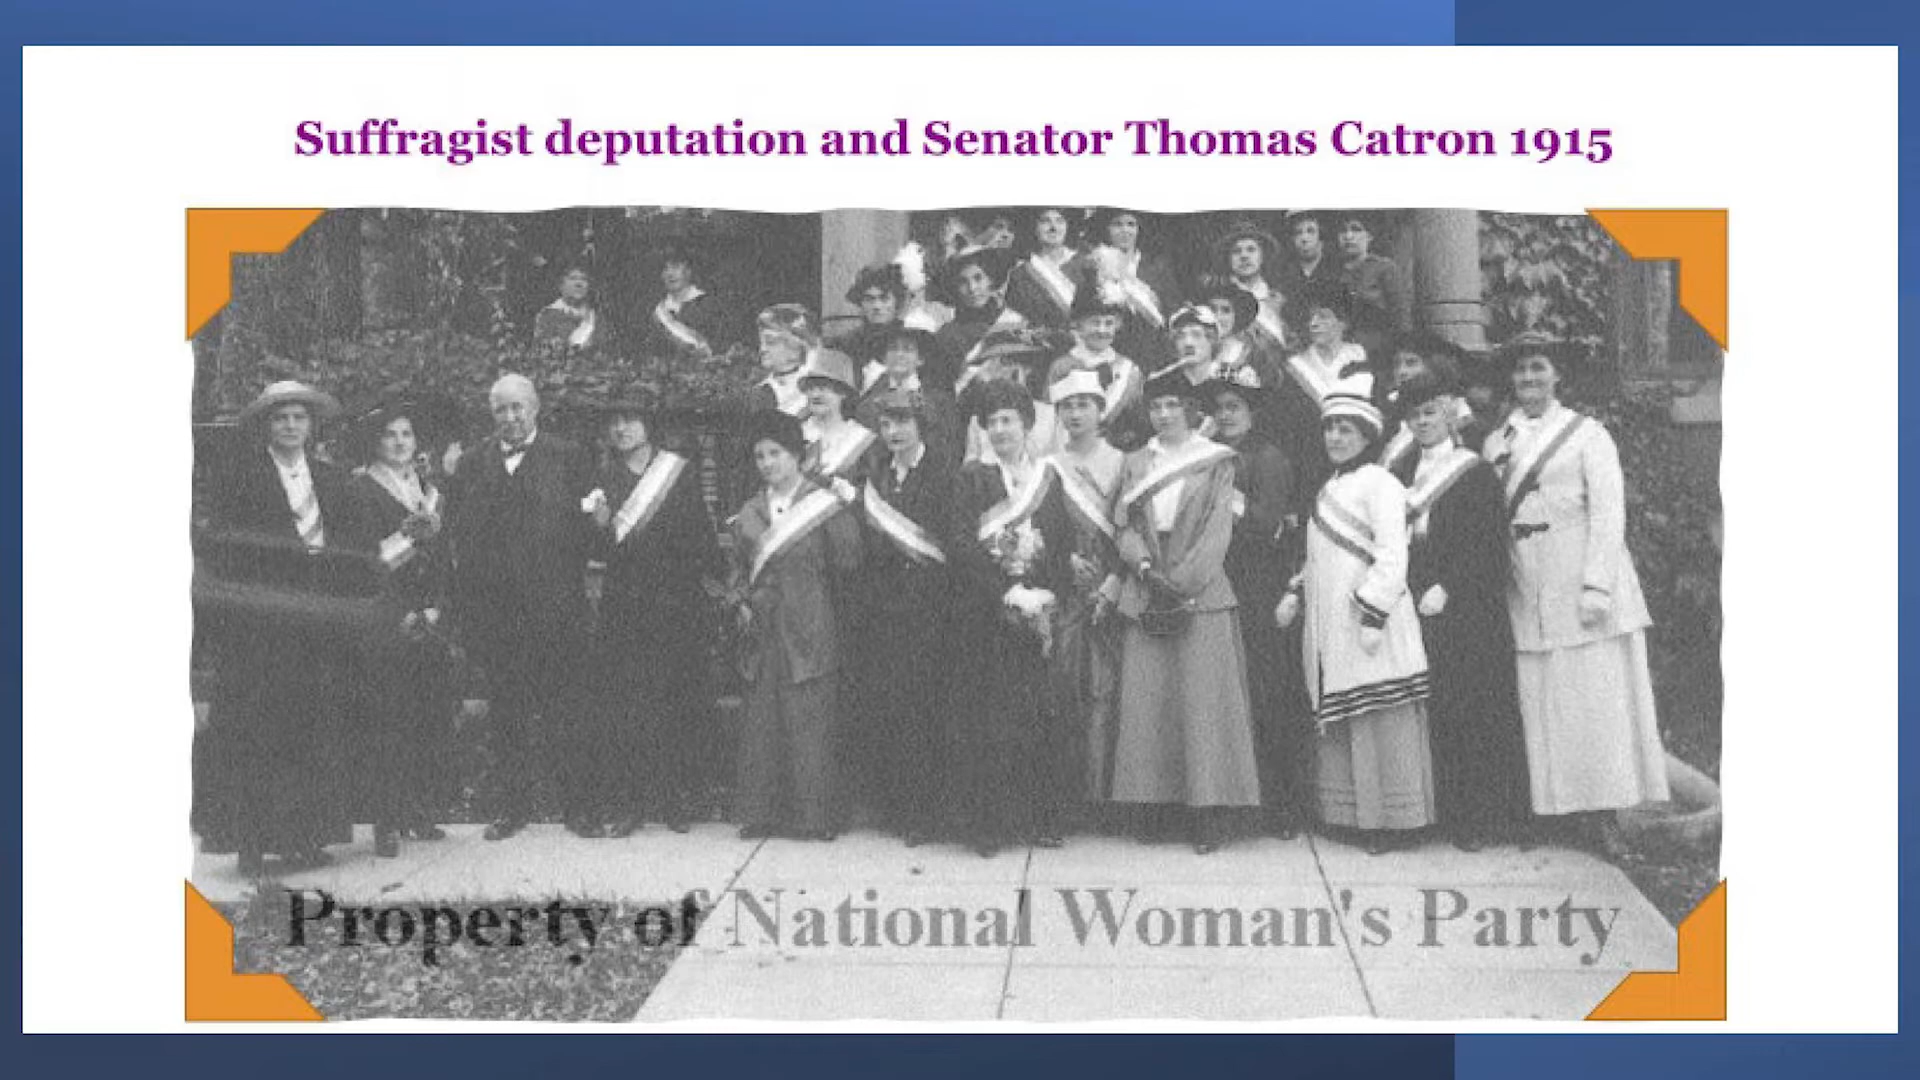 Suffragist deputation and Senator Thomas Catron 1915
Property of National Woman's Party